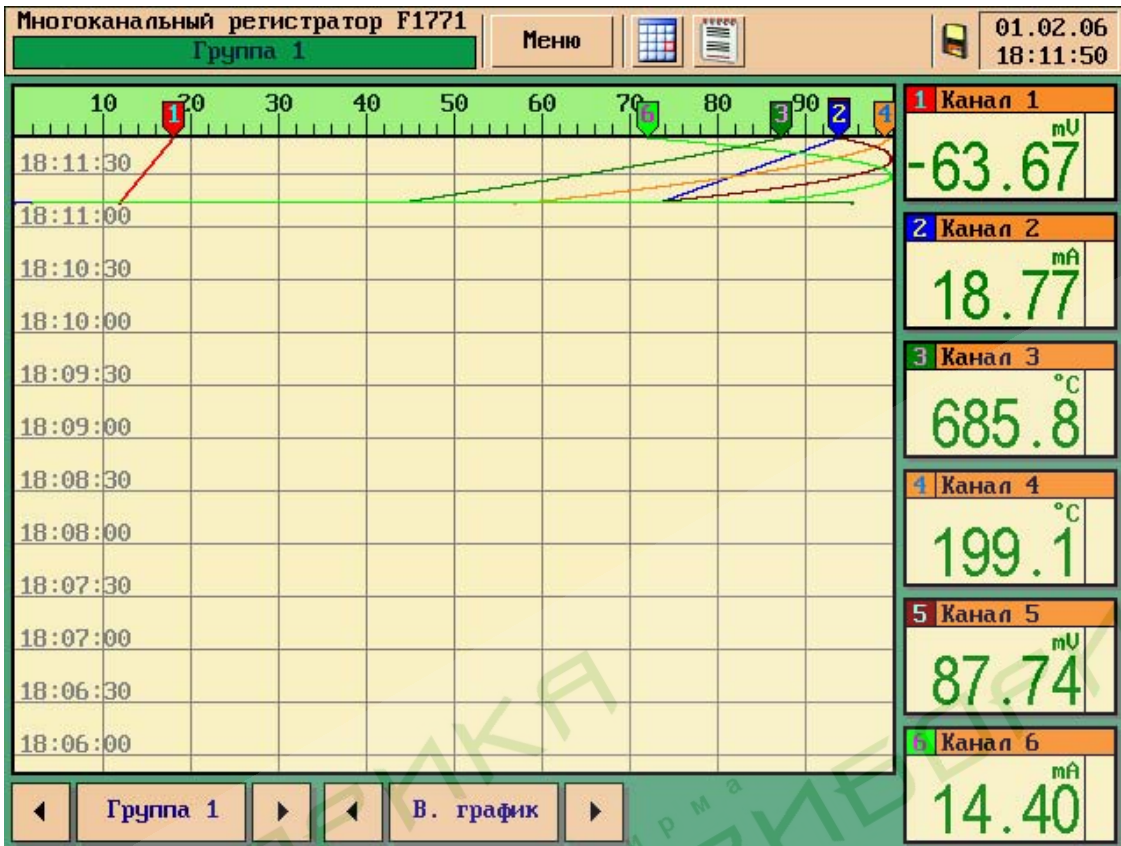 Многоканальный регистратор F1771
Группа 1
Меню
01.02.06
18:11:50
10 20 30 40 50 60 70 80 90
1 6 3 2 4
18:11:30
18:11:00
18:10:30
18:10:00
18:09:30
18:09:00
18:08:30
18:08:00
18:07:30
18:07:00
18:06:30
18:06:00
1 Канал 1
mV
-63.67
2 Канал 2
mA
18.77
3 Канал 3
°C
685.8
4 Канал 4
°C
199.1
5 Канал 5
mV
87.74
6 Канал 6
mA
14.40
Группа 1
В. график